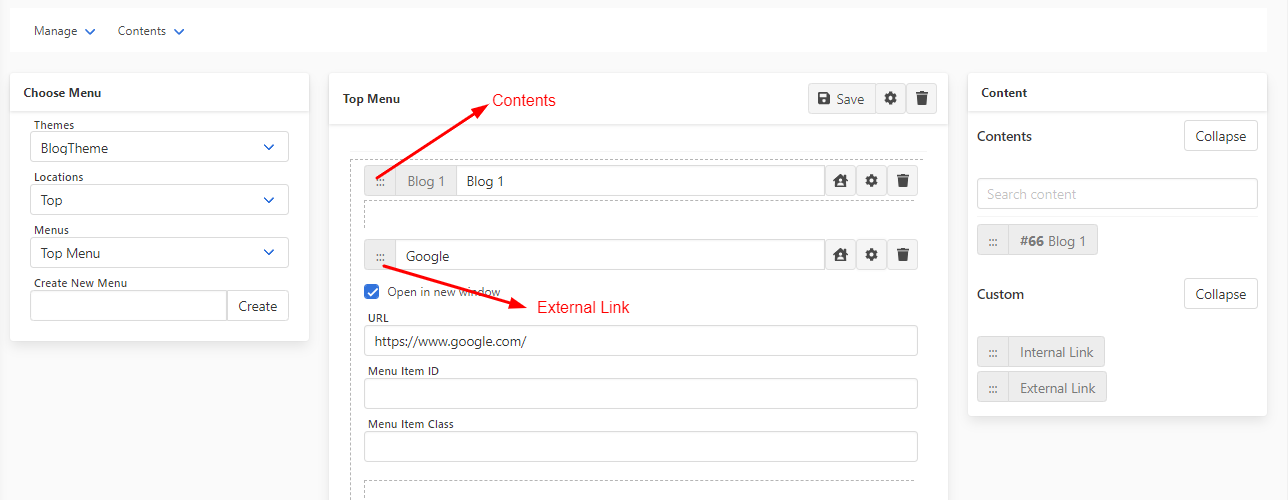 Manage
Contents
Choose Menu
Themes
BlogTheme
Locations
Top
Menus
Top Menu
Create New Menu
Create
Top Menu
Save
Contents
::: Blog 1 Blog 1
::: Google
Open in new window
External Link
URL
https://www.google.com/
Menu Item ID
Menu Item Class
Content
Contents
Collapse
Search content
::: #66 Blog 1
Custom
Collapse
::: Internal Link
::: External Link